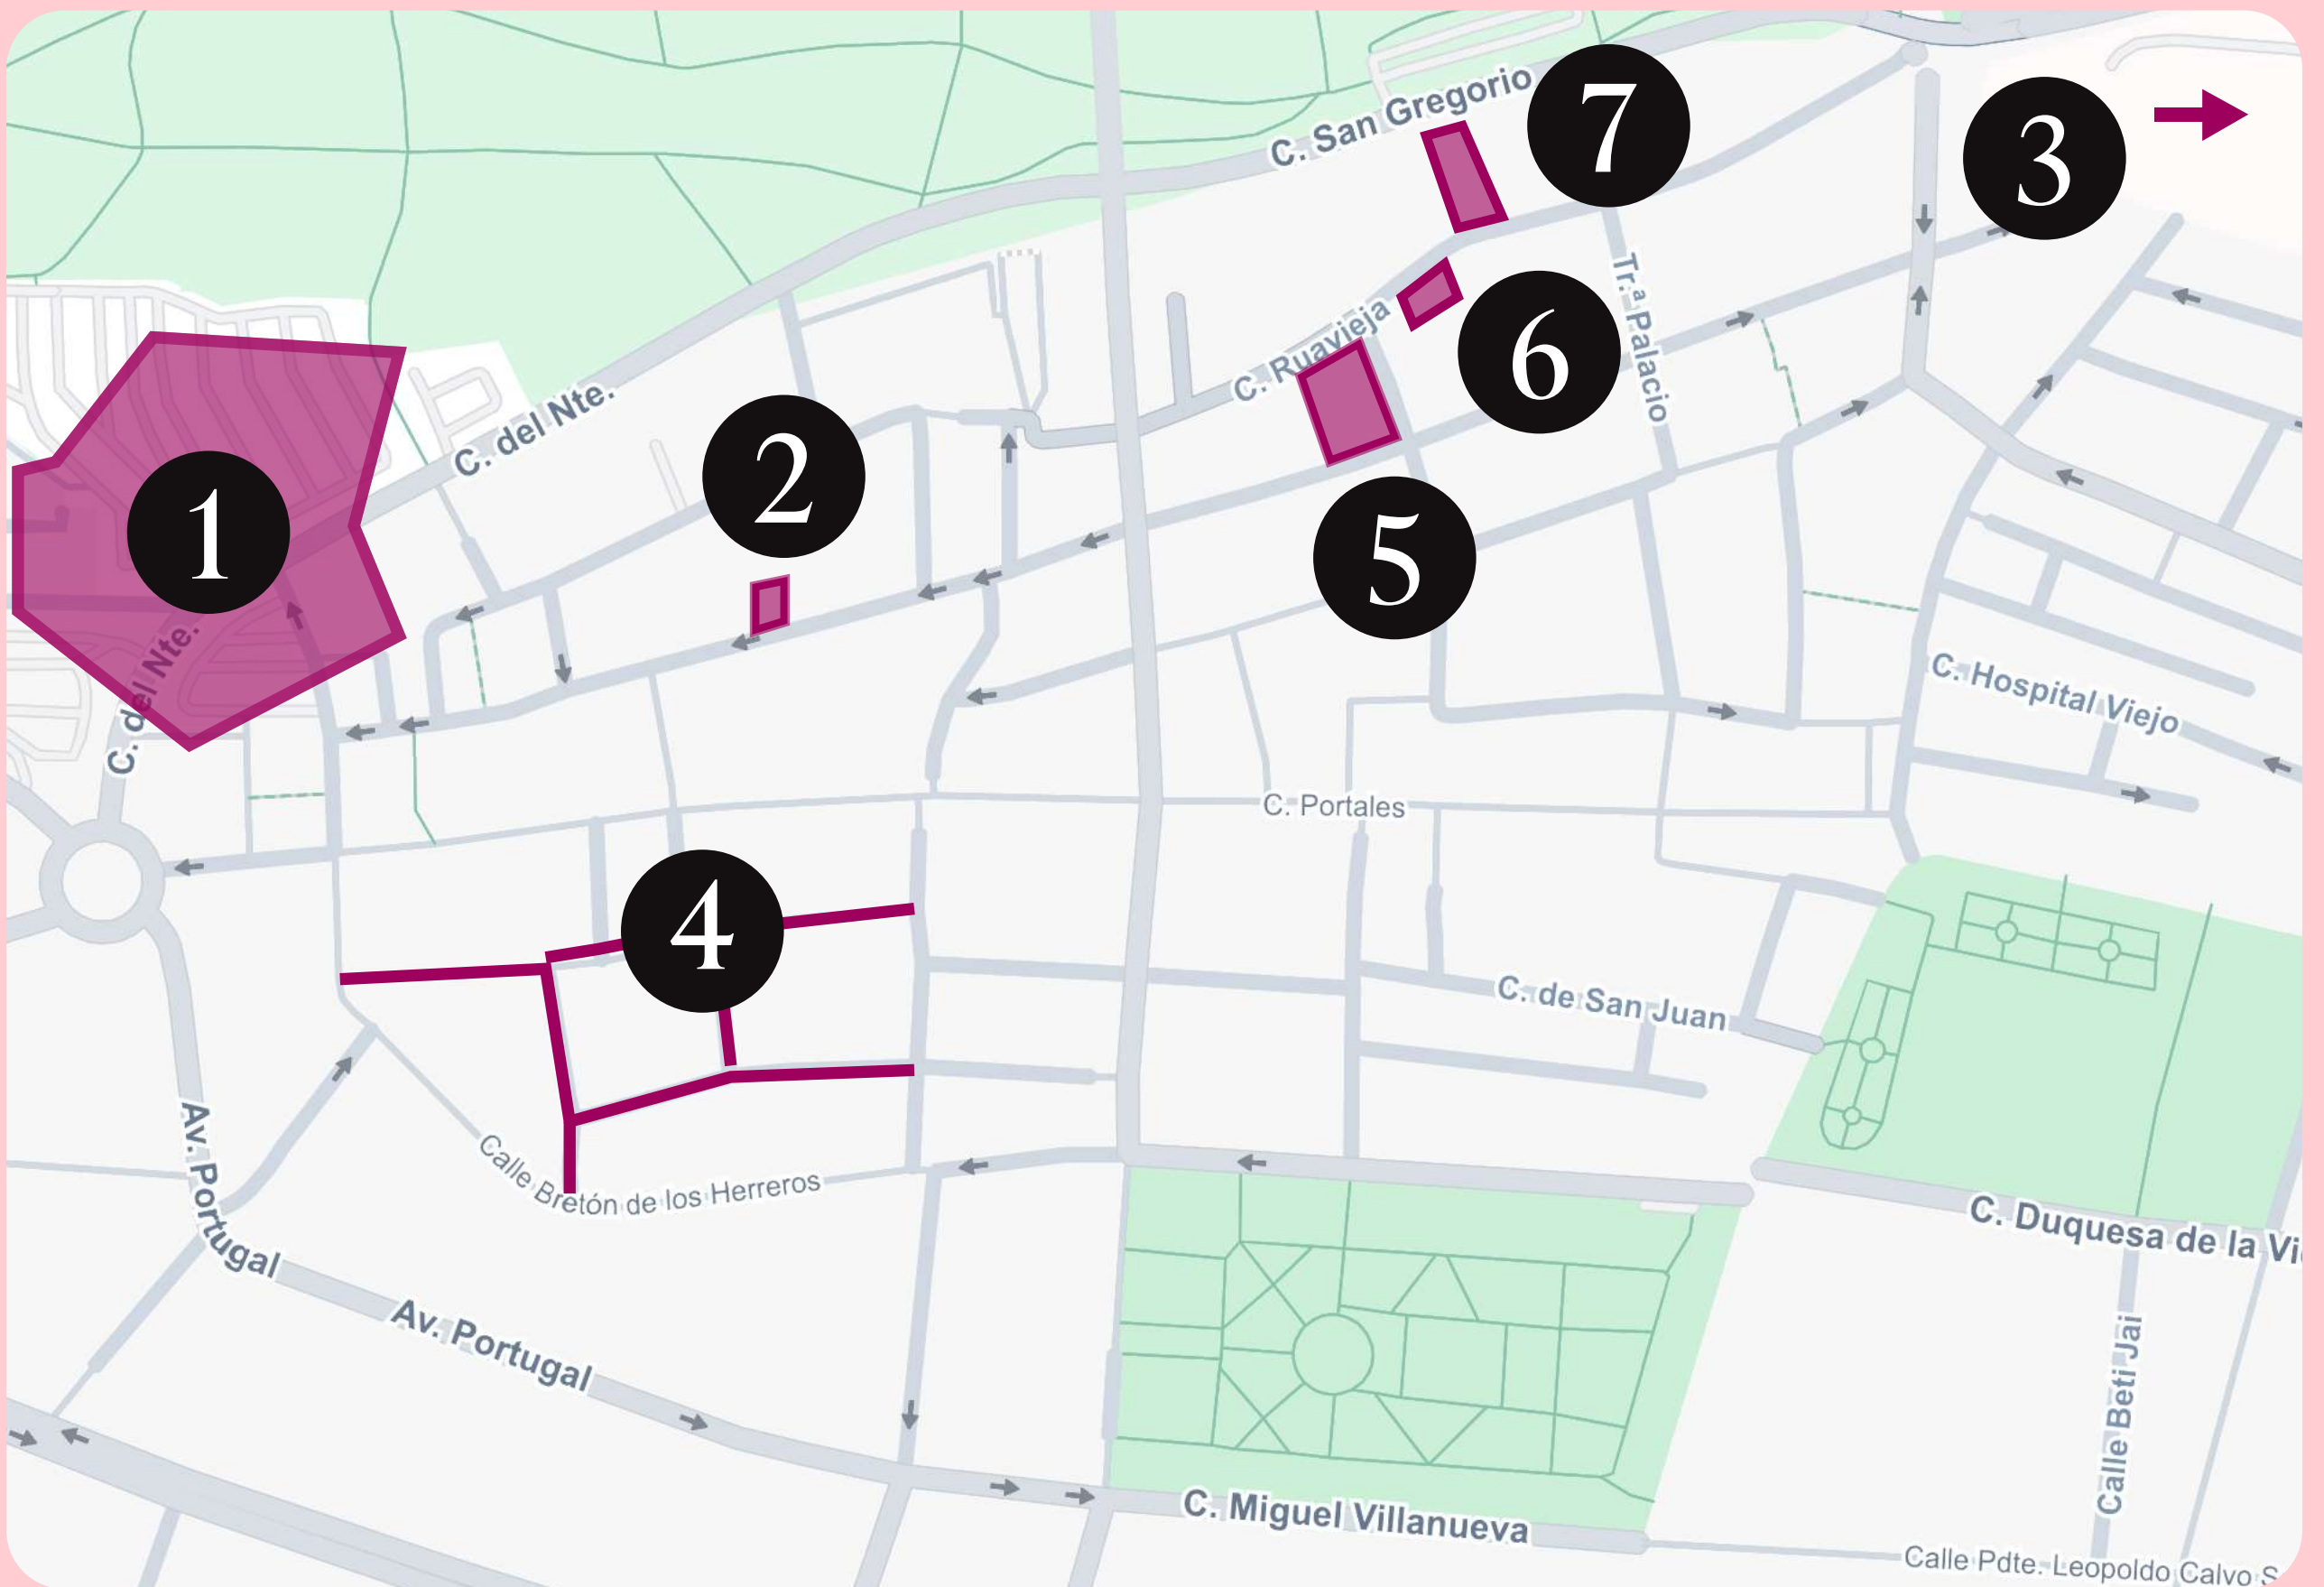 C. San Gregorio
7
3
C. Ruavieja
6
Tr.ª Palacio
C. del Nte.
2
1
5
C. del Nte.
C. Hospital Viejo
C. Portales
4
C. de San Juan
Av. Portugal
Calle Bretón de los Herreros
C. Duquesa de la Vi
Av. Portugal
Calle Beti Jai
C. Miguel Villanueva
Calle Pdte. Leopoldo Calvo S